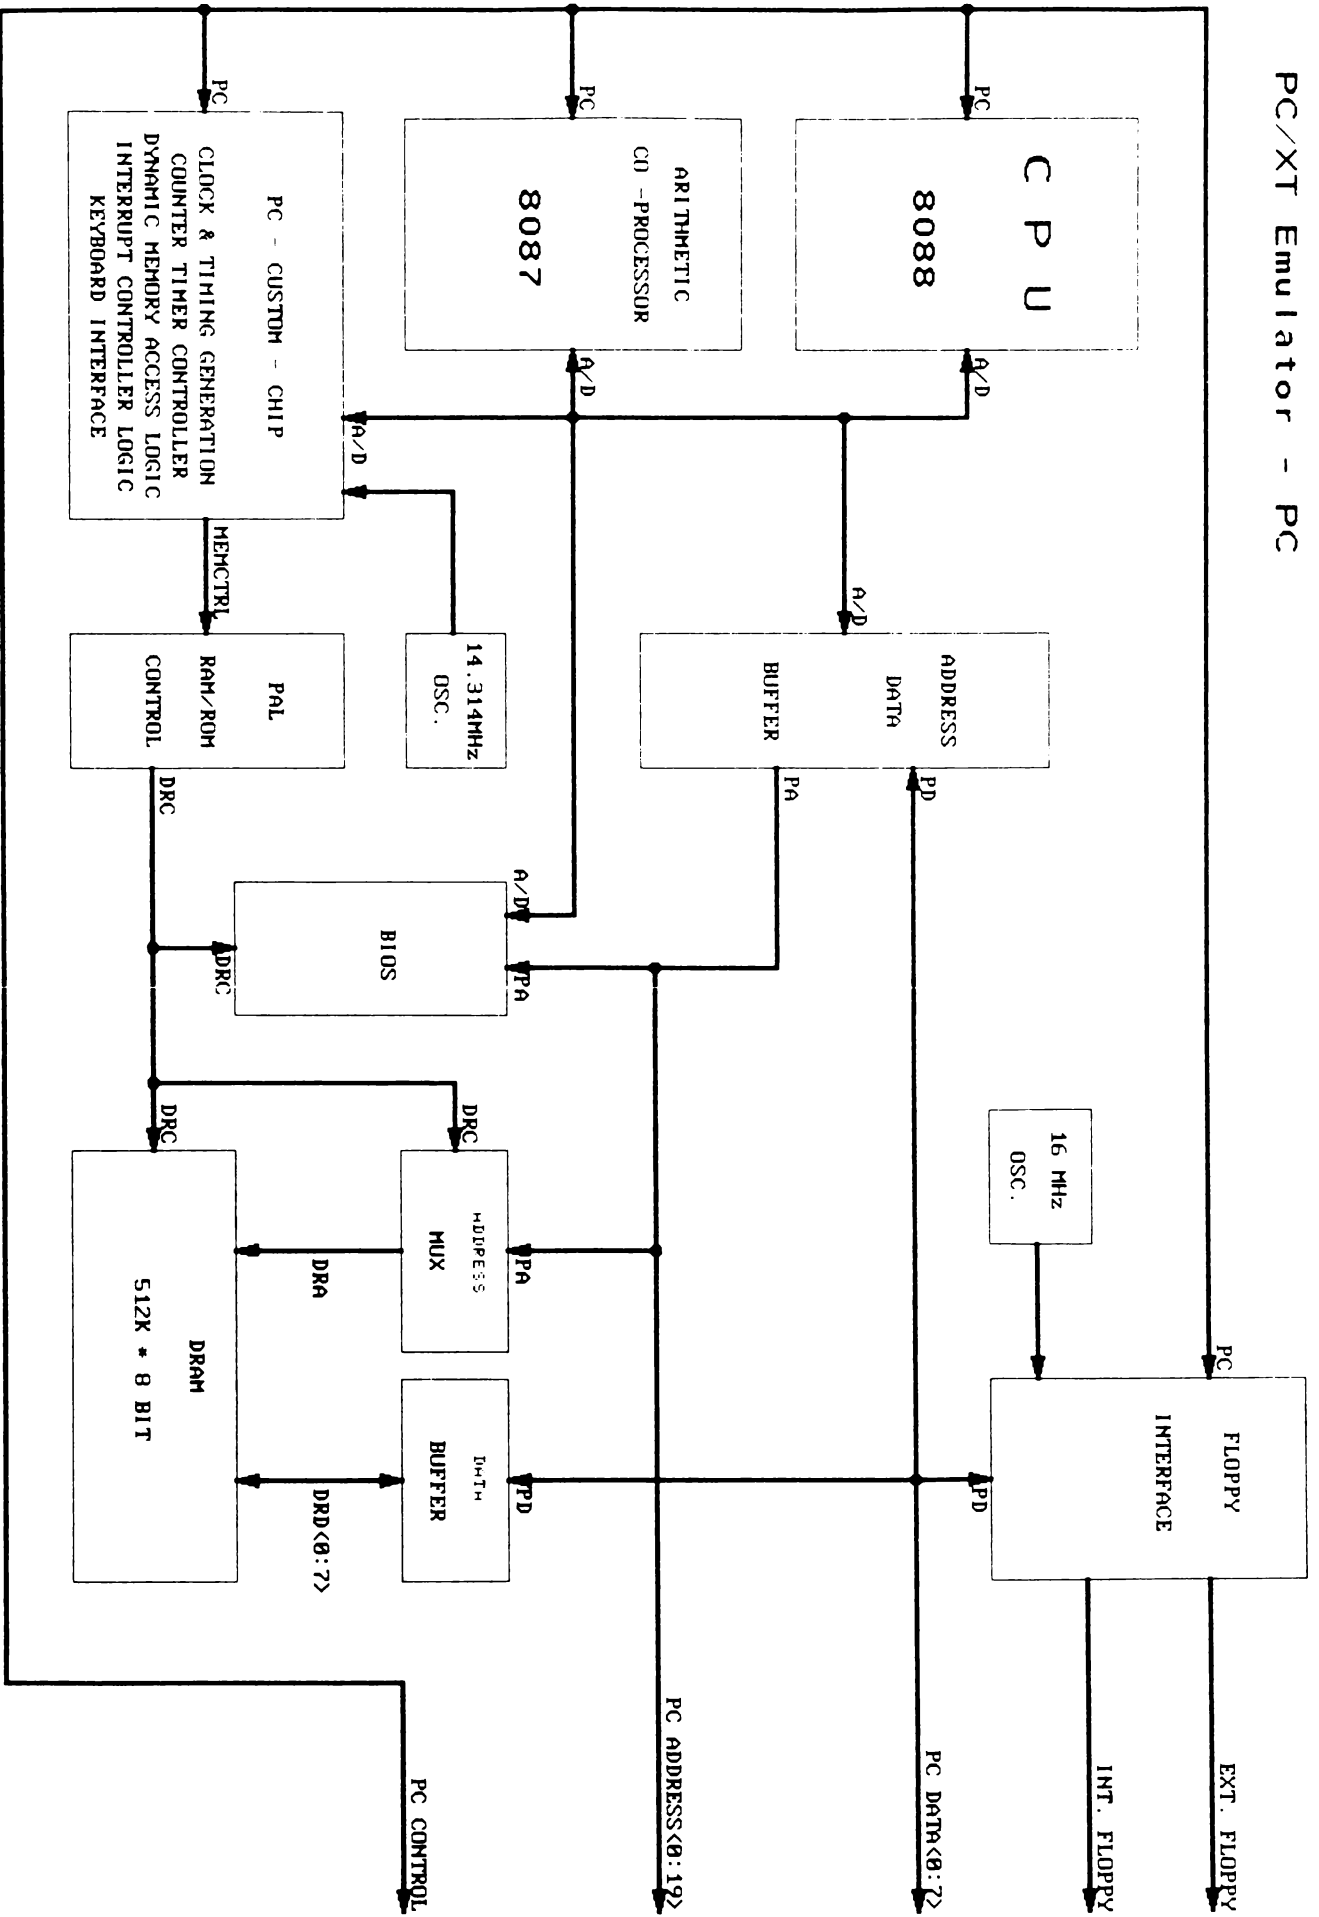 PC/XT Emulator - PC
PC
C P U
8088
A/D
PC
ARITHMETIC
CO -PROCESSOR
8087
A/D
PC
PC - CUSTOM - CHIP
CLOCK & TIMING GENERATION
COUNTER TIMER CONTROLLER
DYNAMIC MEMORY ACCESS LOGIC
INTERRUPT CONTROLLER LOGIC
KEYBOARD INTERFACE
A/D
MEMCTRL
A/D
ADDRESS
DATA
BUFFER
PD
PA
14.314MHz
OSC.
PAL
RAM/ROM
CONTROL
DRC
A/D
PA
BIOS
DRC
16 MHz
OSC.
PC
FLOPPY
INTERFACE
PD
DRC
PA
ADDRESS
MUX
DRA
DRC
PD
DATA
BUFFER
DRD<0:7>
DRAM
512K * 8 BIT
EXT. FLOPPY
INT. FLOPPY
PC DATA<0:7>
PC ADDRESS<0:19>
PC CONTROL